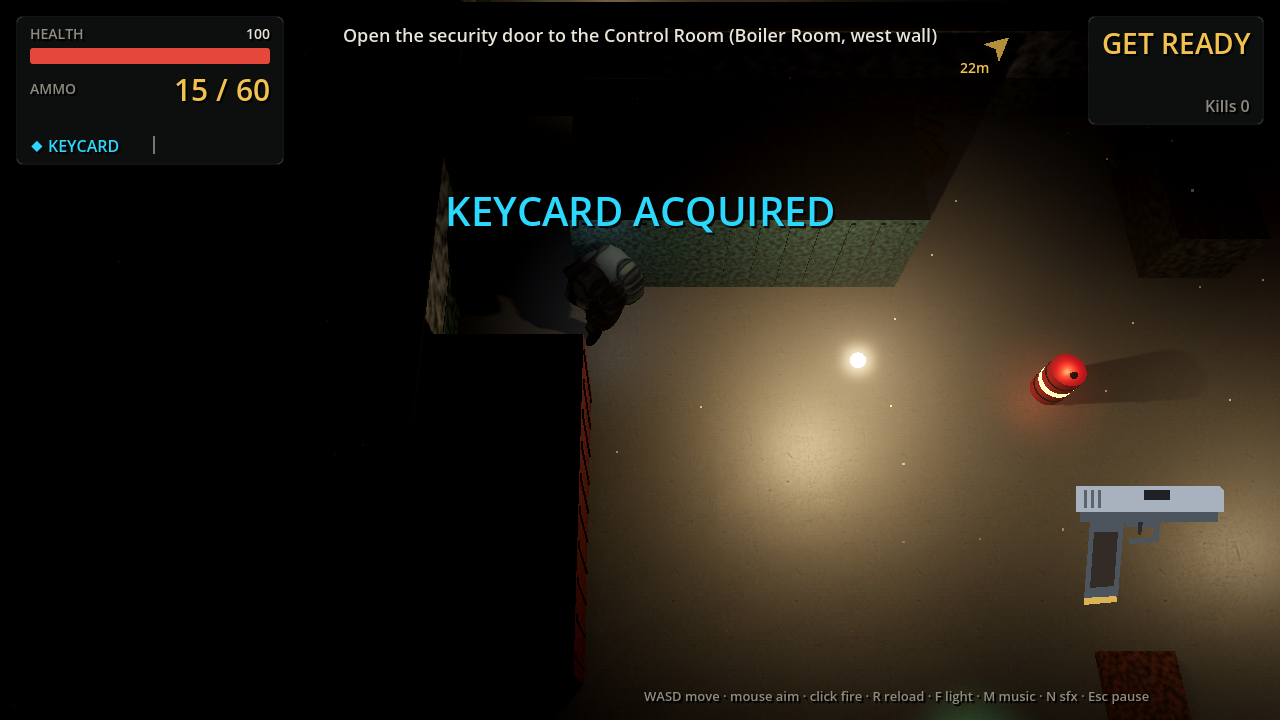 HEALTH 100
AMMO 15 / 60
◆ KEYCARD |
Open the security door to the Control Room (Boiler Room, west wall)
22m
GET READY
Kills 0
KEYCARD ACQUIRED
WASD move · mouse aim · click fire · R reload · F light · M music · N sfx · Esc pause